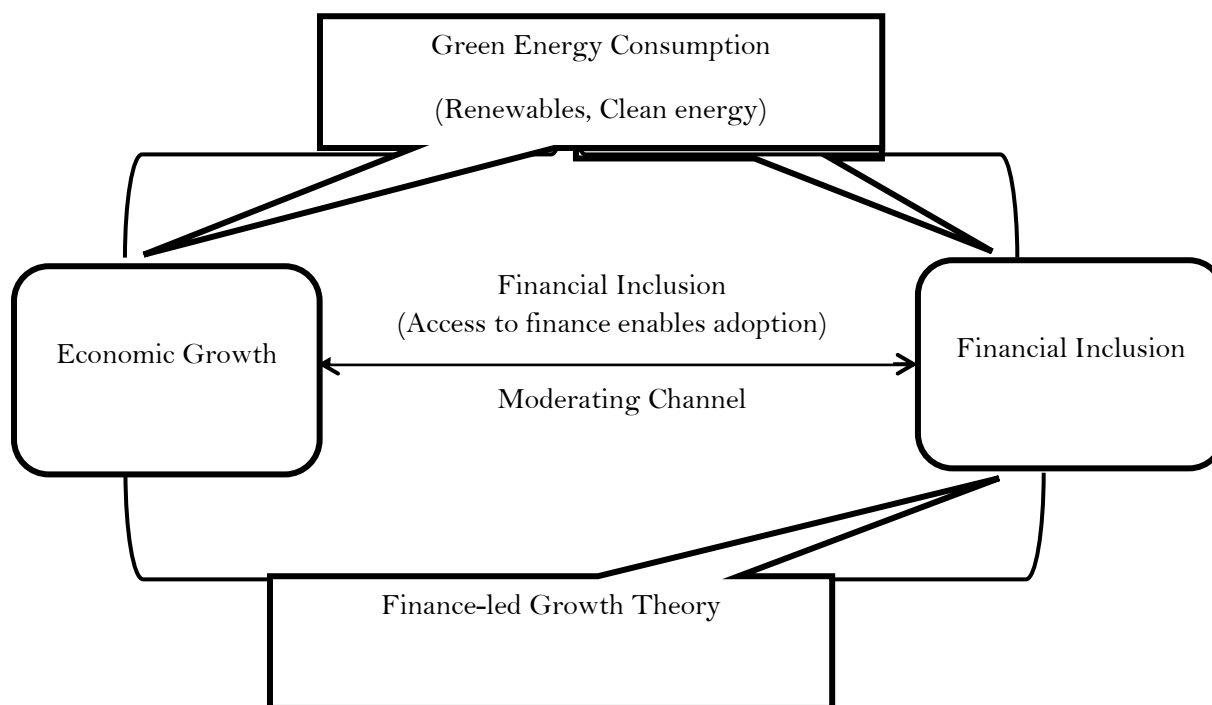 Green Energy Consumption
(Renewables, Clean energy)
Financial Inclusion
(Access to finance enables adoption)
Economic Growth
Financial Inclusion
Moderating Channel
Finance-led Growth Theory